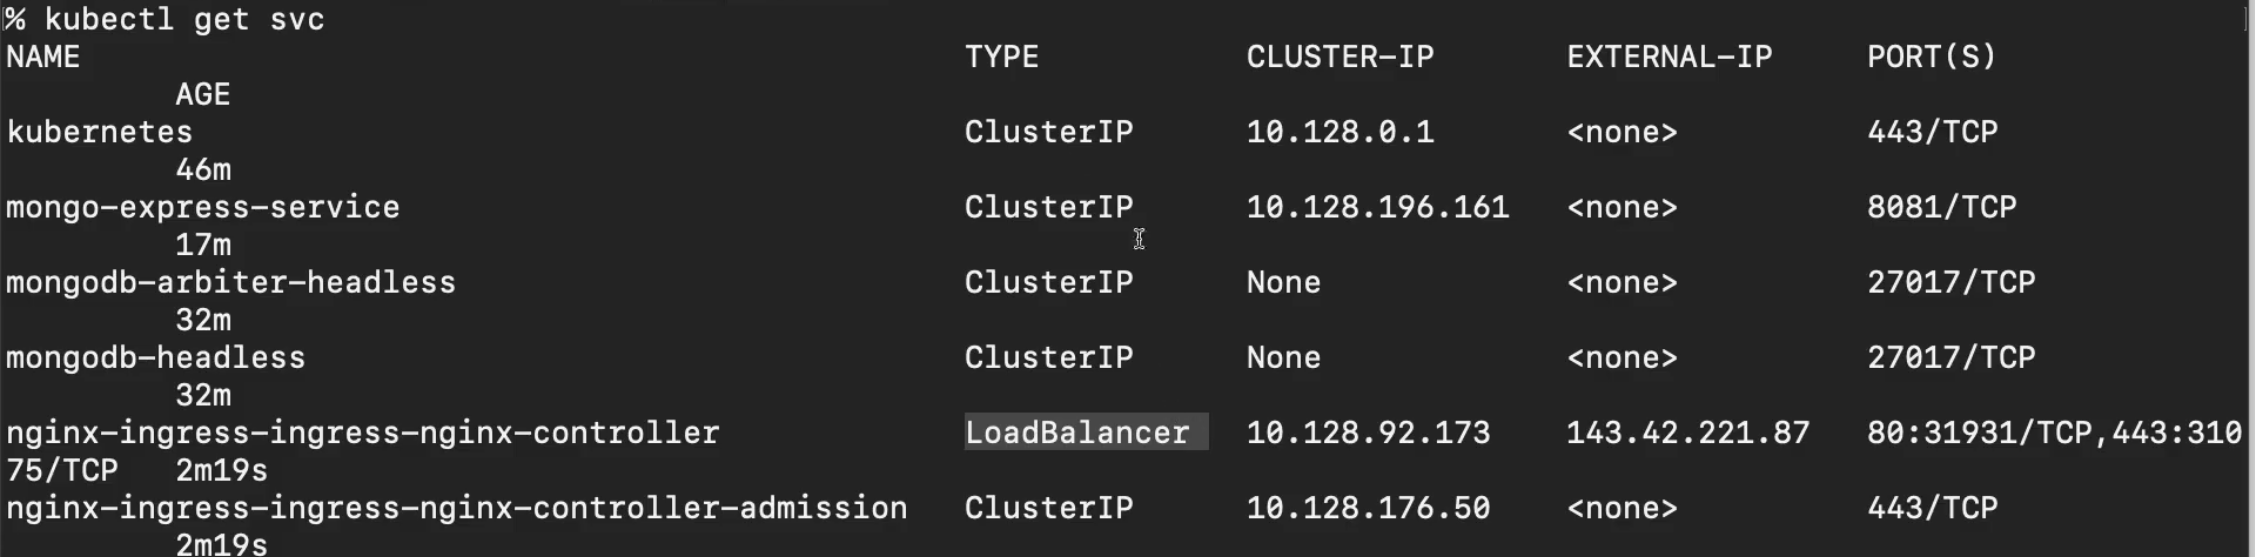 % kubectl get svc
NAME TYPE CLUSTER-IP EXTERNAL-IP PORT(S)
AGE
kubernetes ClusterIP 10.128.0.1 <none> 443/TCP
46m
mongo-express-service ClusterIP 10.128.196.161 <none> 8081/TCP
17m
mongodb-arbiter-headless ClusterIP None <none> 27017/TCP
32m
mongodb-headless ClusterIP None <none> 27017/TCP
32m
nginx-ingress-ingress-nginx-controller LoadBalancer 10.128.92.173 143.42.221.87 80:31931/TCP,443:310
75/TCP 2m19s
nginx-ingress-ingress-nginx-controller-admission ClusterIP 10.128.176.50 <none> 443/TCP
2m19s